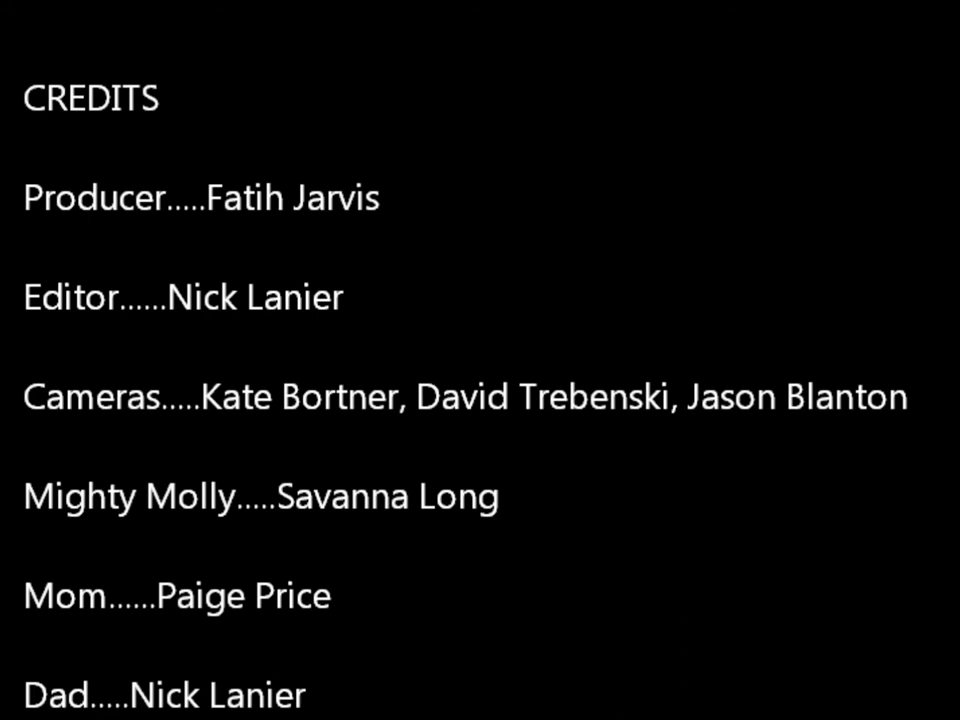 CREDITS
Producer.....Fatih Jarvis
Editor......Nick Lanier
Cameras.....Kate Bortner, David Trebenski, Jason Blanton
Mighty Molly.....Savanna Long
Mom......Paige Price
Dad.....Nick Lanier